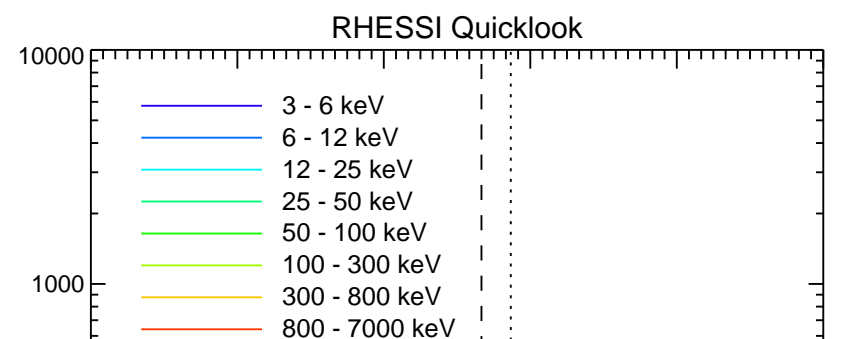 RHESSI Quicklook
10000
3 - 6 keV
6 - 12 keV
12 - 25 keV
25 - 50 keV
50 - 100 keV
100 - 300 keV
1000
300 - 800 keV
800 - 7000 keV